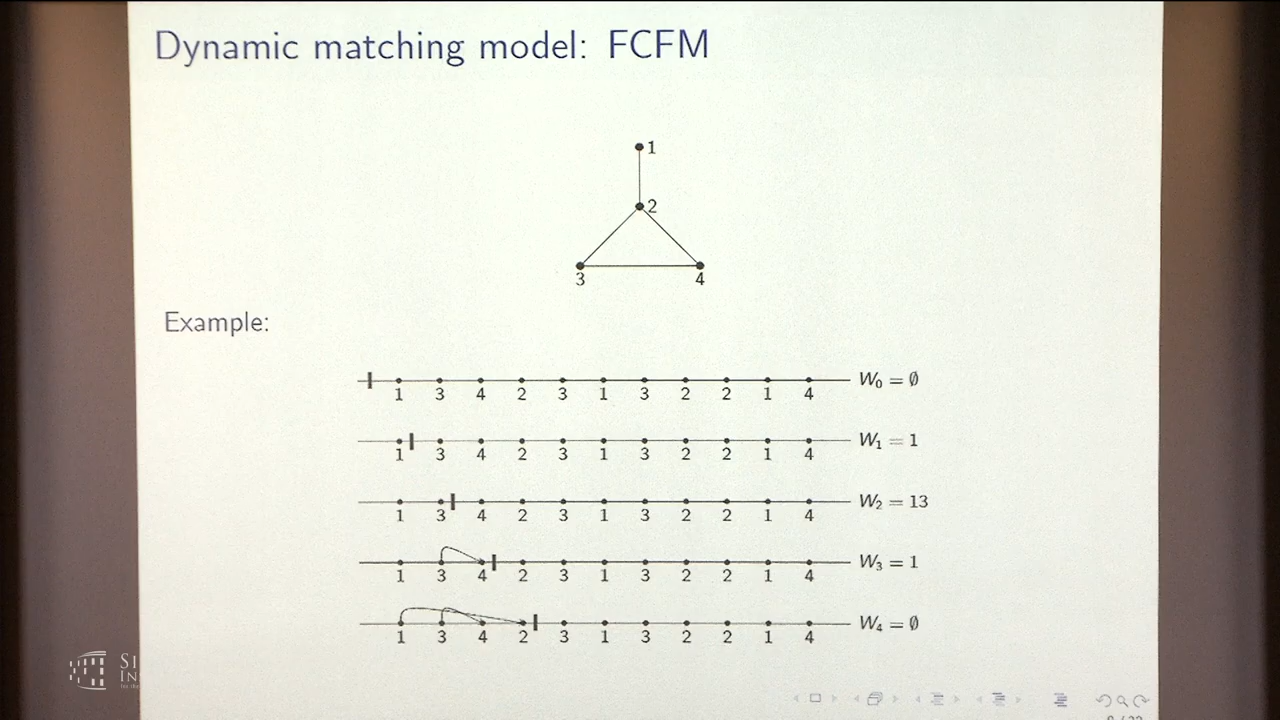 Dynamic matching model: FCFM
1
2
3 4
Example:
1 3 4 2 3 1 3 2 2 1 4 W₀ = ∅
1 3 4 2 3 1 3 2 2 1 4 W₁ = 1
1 3 4 2 3 1 3 2 2 1 4 W₂ = 13
1 3 4 2 3 1 3 2 2 1 4 W₃ = 1
1 3 4 2 3 1 3 2 2 1 4 W₄ = ∅